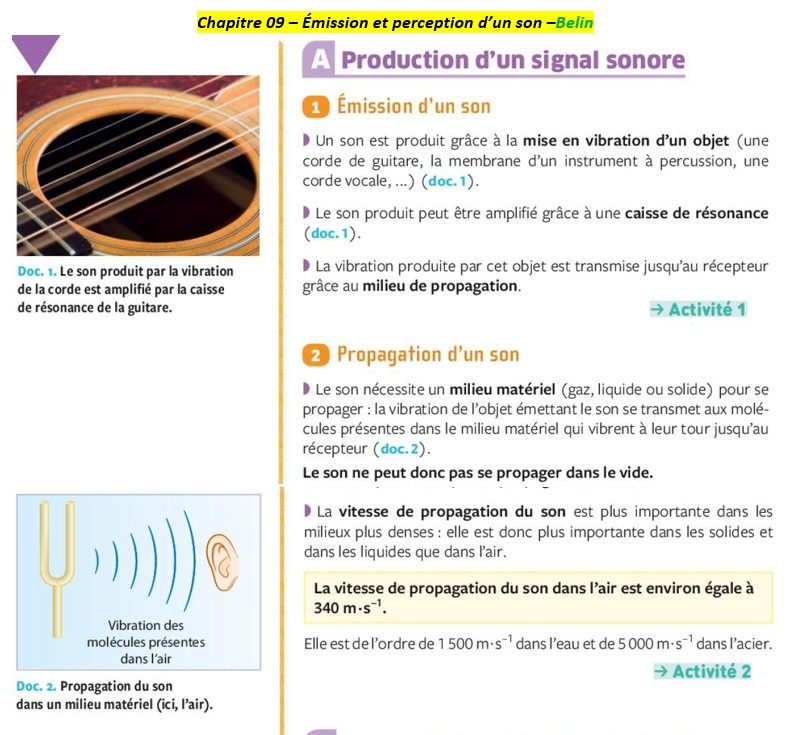 Chapitre 09 – Émission et perception d'un son –Belin
A Production d'un signal sonore
1 Émission d'un son
Un son est produit grâce à la mise en vibration d'un objet (une
corde de guitare, la membrane d'un instrument à percussion, une
corde vocale, ...) (doc. 1).
Le son produit peut être amplifié grâce à une caisse de résonance
(doc. 1).
La vibration produite par cet objet est transmise jusqu'au récepteur
grâce au milieu de propagation.
→ Activité 1
Doc. 1. Le son produit par la vibration
de la corde est amplifié par la caisse
de résonance de la guitare.
2 Propagation d'un son
Le son nécessite un milieu matériel (gaz, liquide ou solide) pour se
propager : la vibration de l'objet émettant le son se transmet aux molé-
cules présentes dans le milieu matériel qui vibrent à leur tour jusqu'au
récepteur (doc. 2).
Le son ne peut donc pas se propager dans le vide.
La vitesse de propagation du son est plus importante dans les
milieux plus denses : elle est donc plus importante dans les solides et
dans les liquides que dans l'air.
La vitesse de propagation du son dans l'air est environ égale à
340 m·s⁻¹.
Elle est de l'ordre de 1 500 m·s⁻¹ dans l'eau et de 5 000 m·s⁻¹ dans l'acier.
→ Activité 2
Vibration des
molécules présentes
dans l'air
Doc. 2. Propagation du son
dans un milieu matériel (ici, l'air).